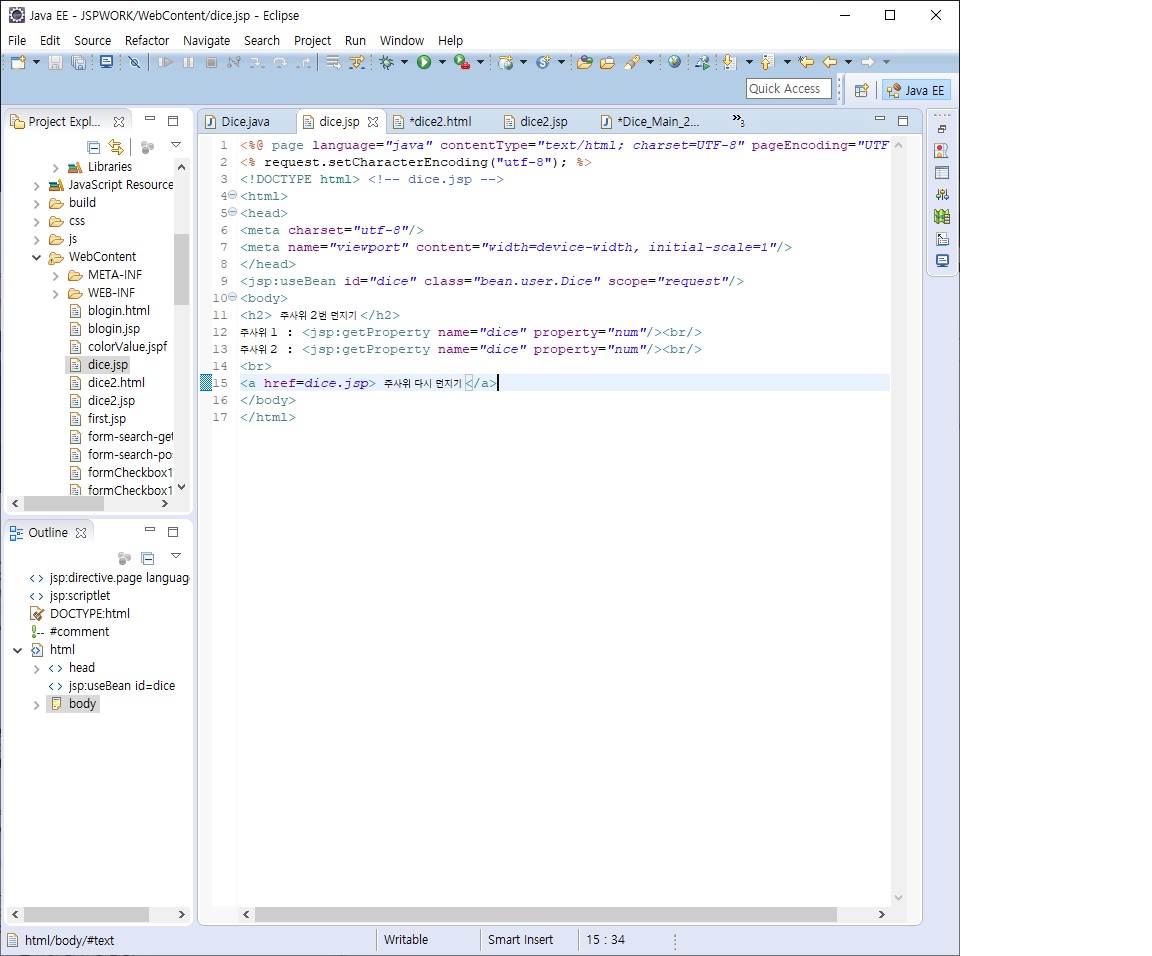 Java EE - JSPWORK/WebContent/dice.jsp - Eclipse
File Edit Source Refactor Navigate Search Project Run Window Help
Quick Access
Java EE
Project Expl...
Libraries
JavaScript Resource
build
css
js
WebContent
META-INF
WEB-INF
blogin.html
blogin.jsp
colorValue.jspf
dice.jsp
dice2.html
dice2.jsp
first.jsp
form-search-get
form-search-po
formCheckbox1
formCheckbox1
Outline
jsp:directive.page languag
jsp:scriptlet
DOCTYPE:html
#comment
html
head
jsp:useBean id=dice
body
Dice.java dice.jsp *dice2.html dice2.jsp *Dice_Main_2... »3
1 <%@ page language="java" contentType="text/html; charset=UTF-8" pageEncoding="UTF
2 <% request.setCharacterEncoding("utf-8"); %>
3 <!DOCTYPE html> <!-- dice.jsp -->
4 <html>
5 <head>
6 <meta charset="utf-8"/>
7 <meta name="viewport" content="width=device-width, initial-scale=1"/>
8 </head>
9 <jsp:useBean id="dice" class="bean.user.Dice" scope="request"/>
10 <body>
11 <h2> 주사위 2번 던지기 </h2>
12 주사위 1 : <jsp:getProperty name="dice" property="num"/><br/>
13 주사위 2 : <jsp:getProperty name="dice" property="num"/><br/>
14 <br>
15 <a href=dice.jsp> 주사위 다시 던지기 </a>
16 </body>
17 </html>
html/body/#text
Writable
Smart Insert
15 : 34